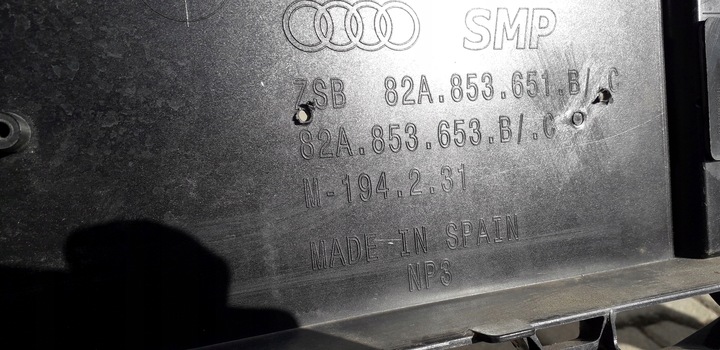 SMP
ZSB 82A.853.651.B/.C
82A.853.653.B/.C
M-194.2.31
MADE IN SPAIN
NP3